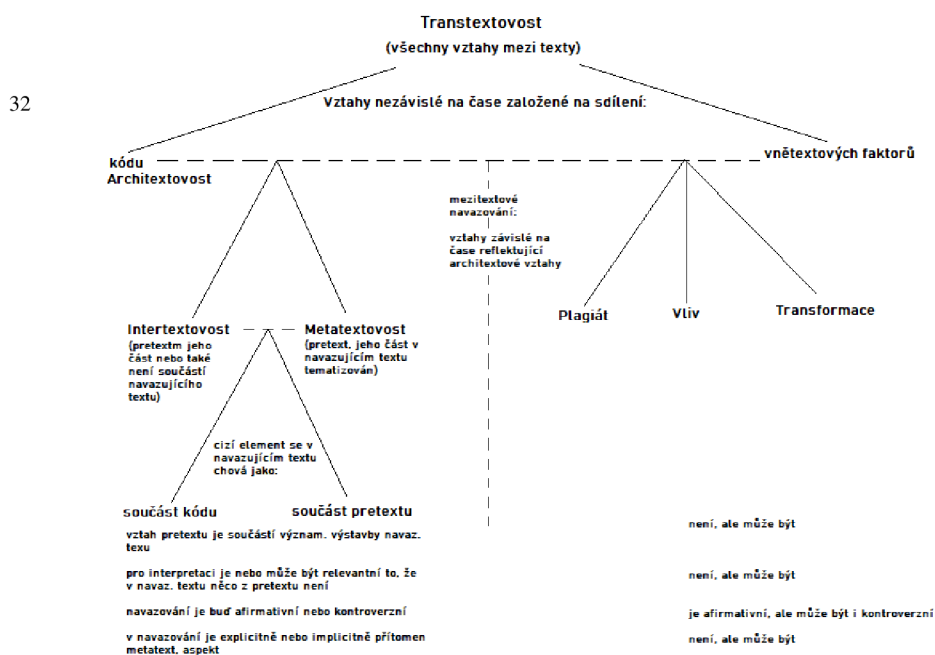 Transtextovost
(všechny vztahy mezi texty)
32
Vztahy nezávislé na čase založené na sdílení:
kódu
Architextovost
vnětextových faktorů
mezitextové
navazování:
vztahy závislé na
čase reflektující
architextové vztahy
Plagiát
Vliv
Transformace
Intertextovost
(pretextm jeho
část nebo také
není součástí
navazujícího
textu)
Metatextovost
(pretext, jeho část v
navazujícím textu
tematizován)
cizí element se v
navazujícím textu
chová jako:
součást kódu
součást pretextu
vztah pretextu je součástí význam. výstavby navaz.
texu
není, ale může být
pro interpretaci je nebo může být relevantní to, že
v navaz. textu něco z pretextu není
není, ale může být
navazování je buď afirmativní nebo kontroverzní
je afirmativní, ale může být i kontroverzní
v navazování je explicitně nebo implicitně přítomen
metatext, aspekt
není, ale může být